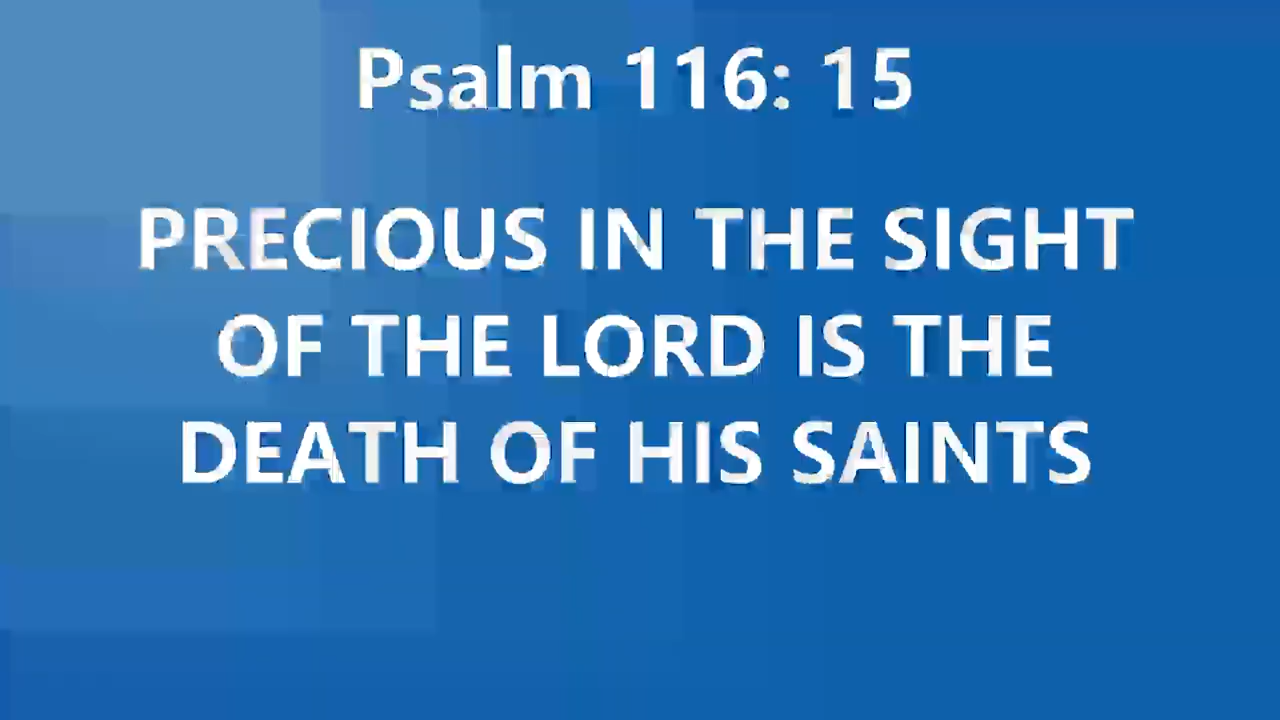 Psalm 116: 15
PRECIOUS IN THE SIGHT
OF THE LORD IS THE
DEATH OF HIS SAINTS